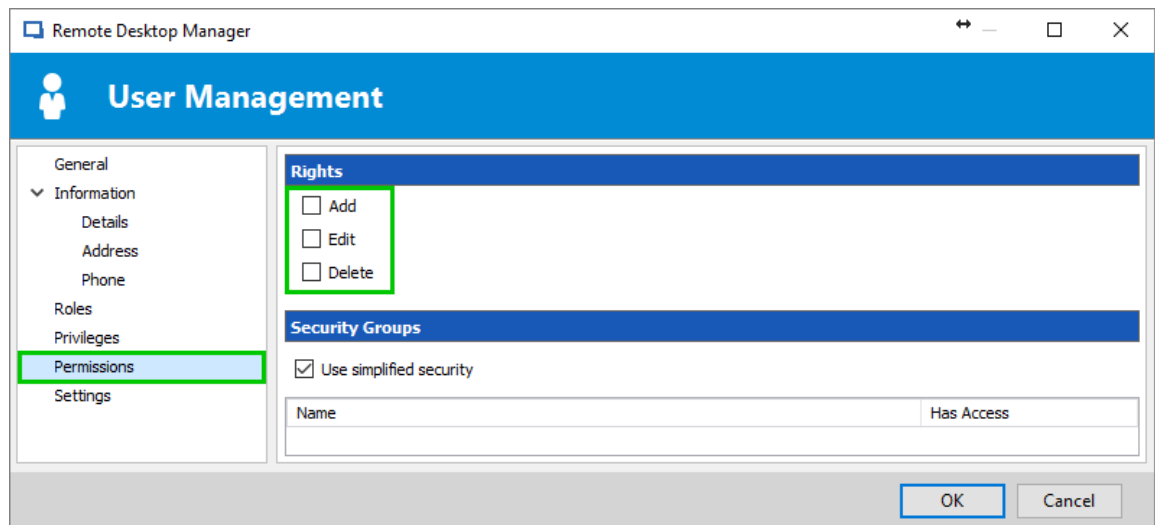 Remote Desktop Manager
User Management
General
Information
Details
Address
Phone
Roles
Privileges
Permissions
Settings
Rights
Add
Edit
Delete
Security Groups
Use simplified security
Name Has Access
OK Cancel